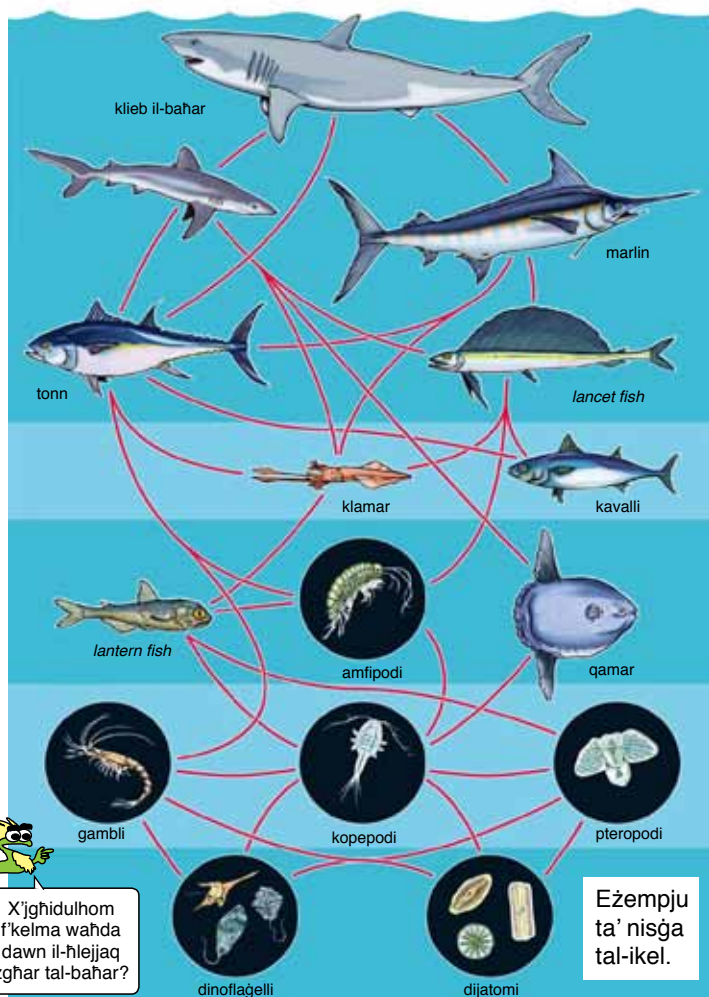 klieb il-baħar
marlin
tonn
lancet fish
klamar
kavalli
lantern fish
amfipodi
qamar
gambli
kopepodi
pteropodi
X'jgħidulhom
f'kelma waħda
dawn il-ħlejjaq
żgħar tal-baħar?
Eżempju
ta' nisġa
tal-ikel.
dinoflaġelli
dijatomi